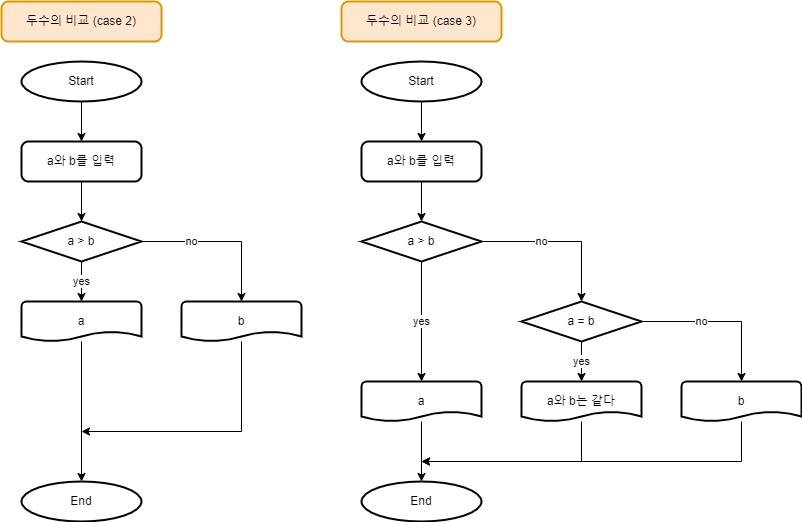 두수의 비교 (case 2)
Start
a와 b를 입력
a > b
no
yes
a
b
End
두수의 비교 (case 3)
Start
a와 b를 입력
a > b
no
a = b
no
yes
yes
a
a와 b는 같다
b
End